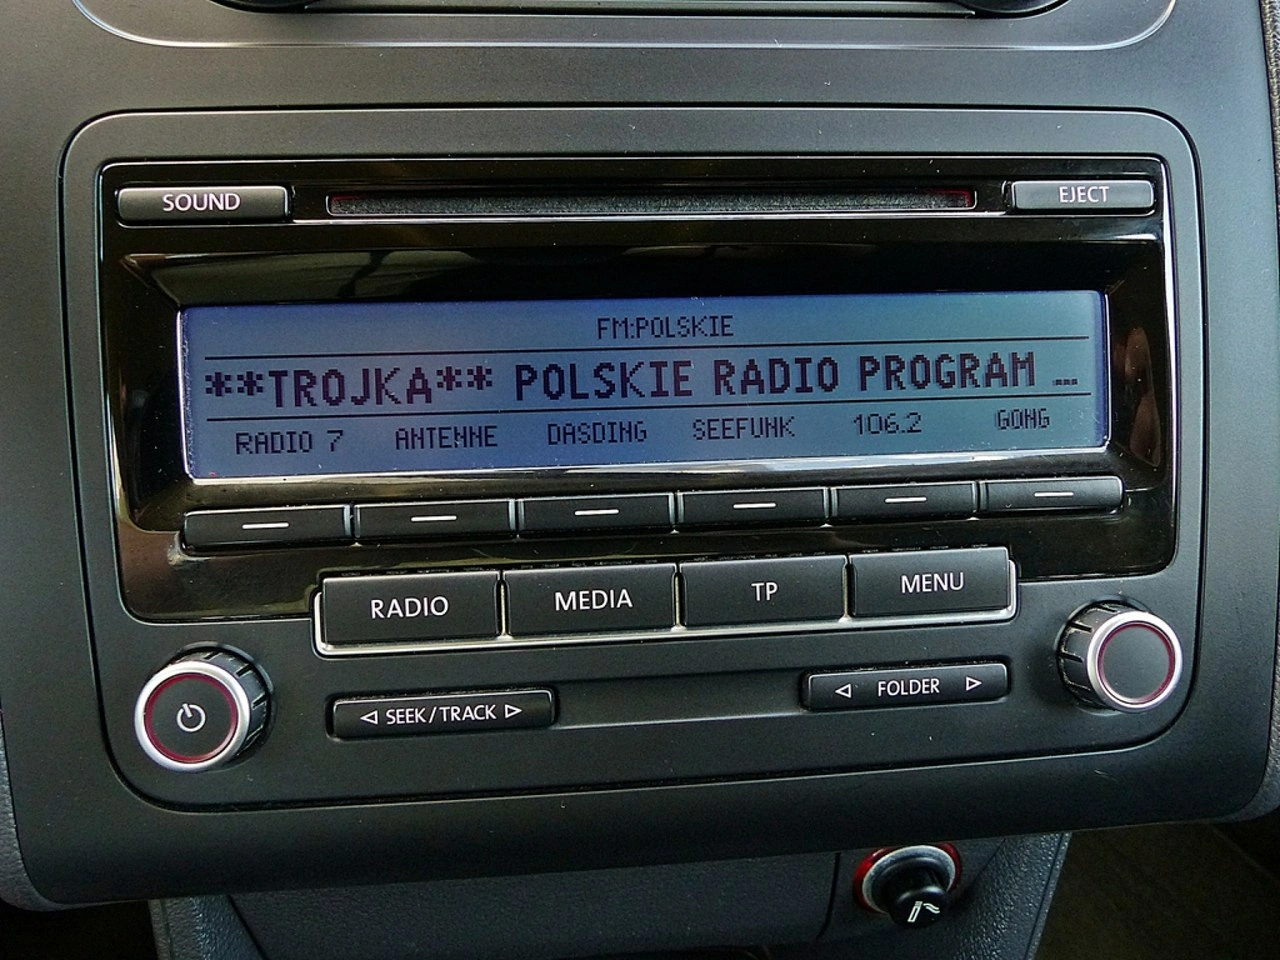 SOUND
EJECT
FM:POLSKIE
**TROJKA** POLSKIE RADIO PROGRAM ...
RADIO 7 ANTENNE DASDING SEEFUNK 106.2 GONG
RADIO MEDIA TP MENU
SEEK/TRACK
FOLDER